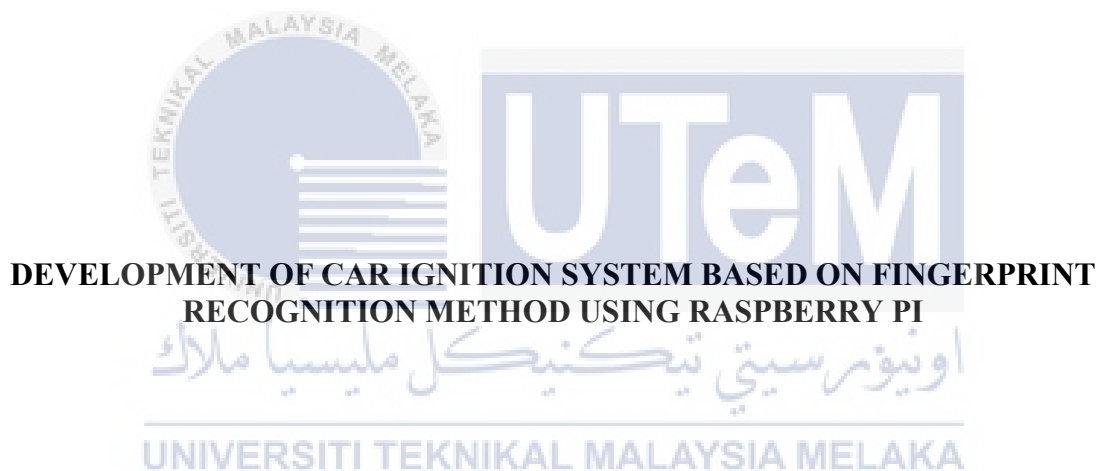 UNIVERSITI TEKNIKAL MALAYSIA MELAKA
UTeM
DEVELOPMENT OF CAR IGNITION SYSTEM BASED ON FINGERPRINT
RECOGNITION METHOD USING RASPBERRY PI
اونيۏرسيتي تيكنيكل مليسيا ملاك
UNIVERSITI TEKNIKAL MALAYSIA MELAKA